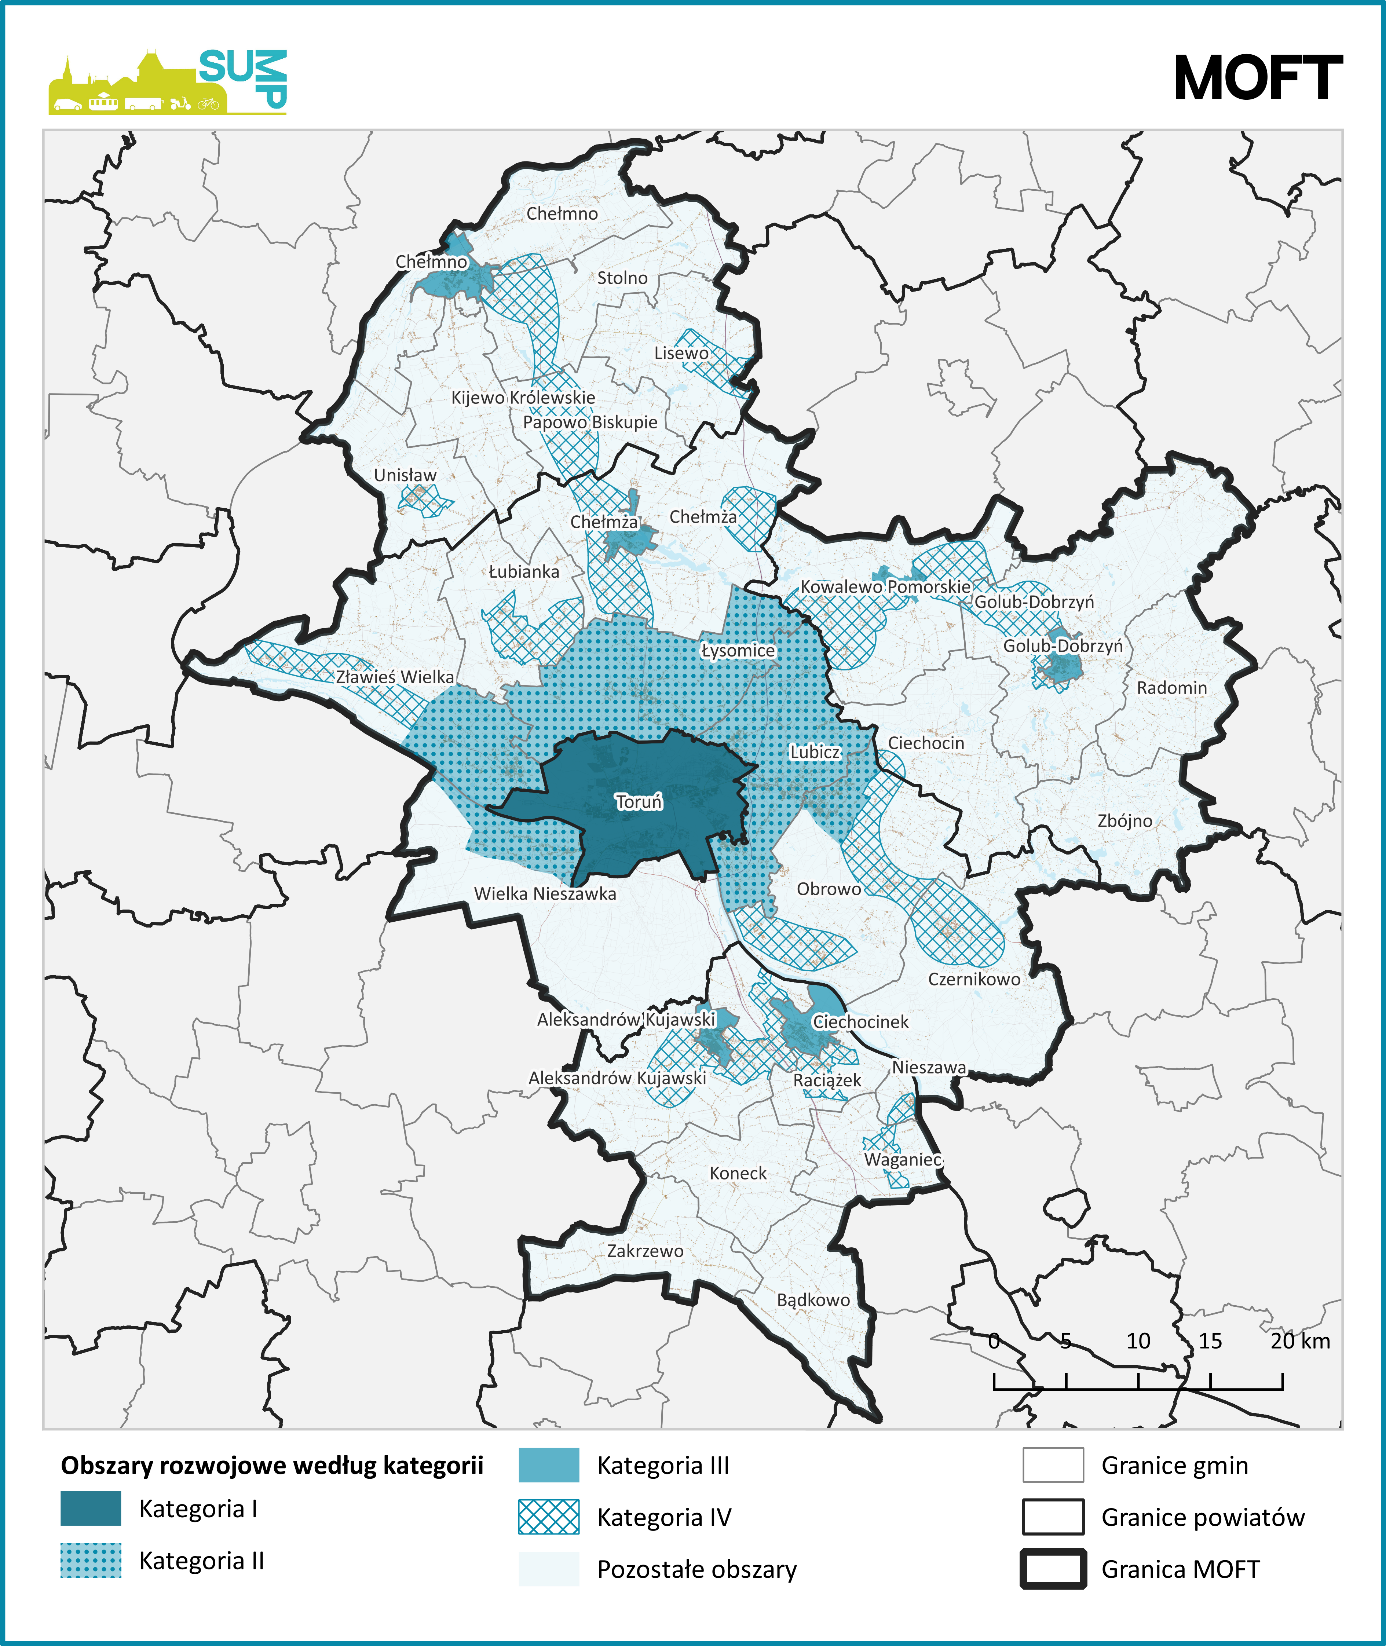 SUMP
MOFT
Chełmno
Chełmno
Stolno
Lisewo
Kijewo Królewskie
Papowo Biskupie
Unisław
Chełmża
Chełmża
Łubianka
Kowalewo Pomorskie
Golub-Dobrzyń
Golub-Dobrzyń
Łysomice
Zławieś Wielka
Radomin
Ciechocin
Lubicz
Toruń
Zbójno
Obrowo
Wielka Nieszawka
Czernikowo
Aleksandrów Kujawski
Ciechocinek
Nieszawa
Aleksandrów Kujawski
Raciążek
Waganiec
Koneck
Zakrzewo
Bądkowo
0 5 10 15 20 km
Obszary rozwojowe według kategorii
Kategoria I
Kategoria II
Kategoria III
Kategoria IV
Pozostałe obszary
Granice gmin
Granice powiatów
Granica MOFT